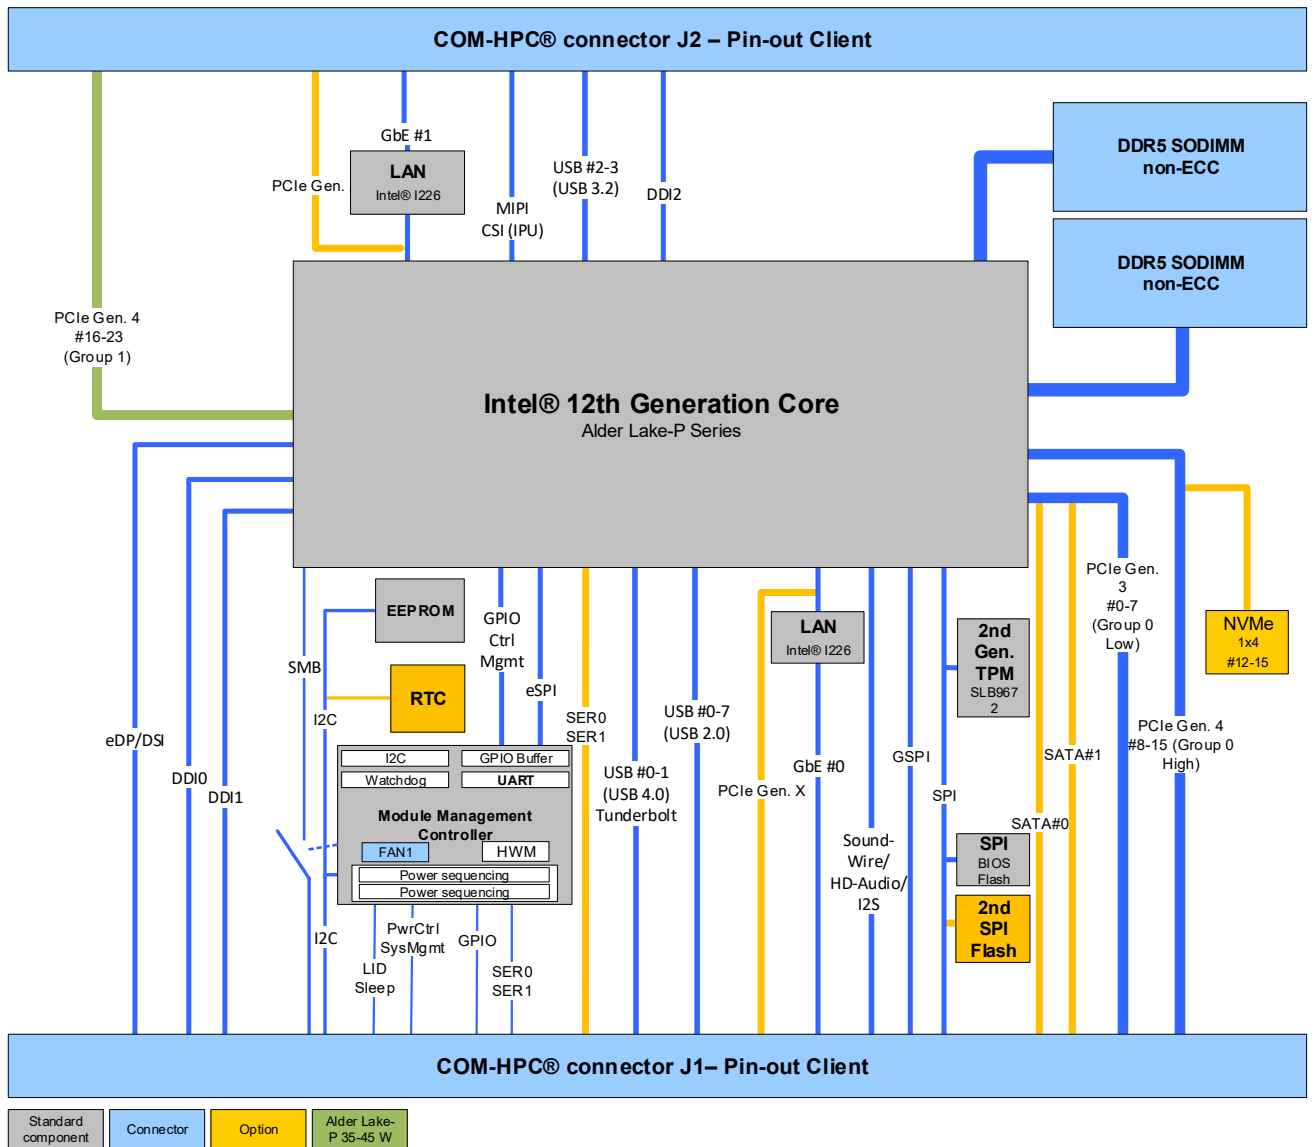 COM-HPC® connector J2 – Pin-out Client
GbE #1
LAN
Intel® I226
PCIe Gen.
MIPI
CSI (IPU)
USB #2-3
(USB 3.2)
DDI2
DDR5 SODIMM
non-ECC
DDR5 SODIMM
non-ECC
PCIe Gen. 4
#16-23
(Group 1)
Intel® 12th Generation Core
Alder Lake-P Series
EEPROM
RTC
SMB
I2C
GPIO
Ctrl
Mgmt
eSPI
SER0
SER1
USB #0-1
(USB 4.0)
Tunderbolt
USB #0-7
(USB 2.0)
PCIe Gen. X
LAN
Intel® I226
GbE #0
Sound-
Wire/
HD-Audio/
I2S
GSPI
SPI
2nd
Gen.
TPM
SLB967
2
SPI
BIOS
Flash
2nd
SPI
Flash
SATA#0
SATA#1
PCIe Gen.
3
#0-7
(Group 0
Low)
PCIe Gen. 4
#8-15 (Group 0
High)
NVMe
1x4
#12-15
eDP/DSI
DDI0
DDI1
I2C
GPIO Buffer
Watchdog
UART
Module Management
Controller
FAN1
HWM
Power sequencing
Power sequencing
I2C
LID
Sleep
PwrCtrl
SysMgmt
GPIO
SER0
SER1
COM-HPC® connector J1– Pin-out Client
Standard
component
Connector
Option
Alder Lake-
P 35-45 W